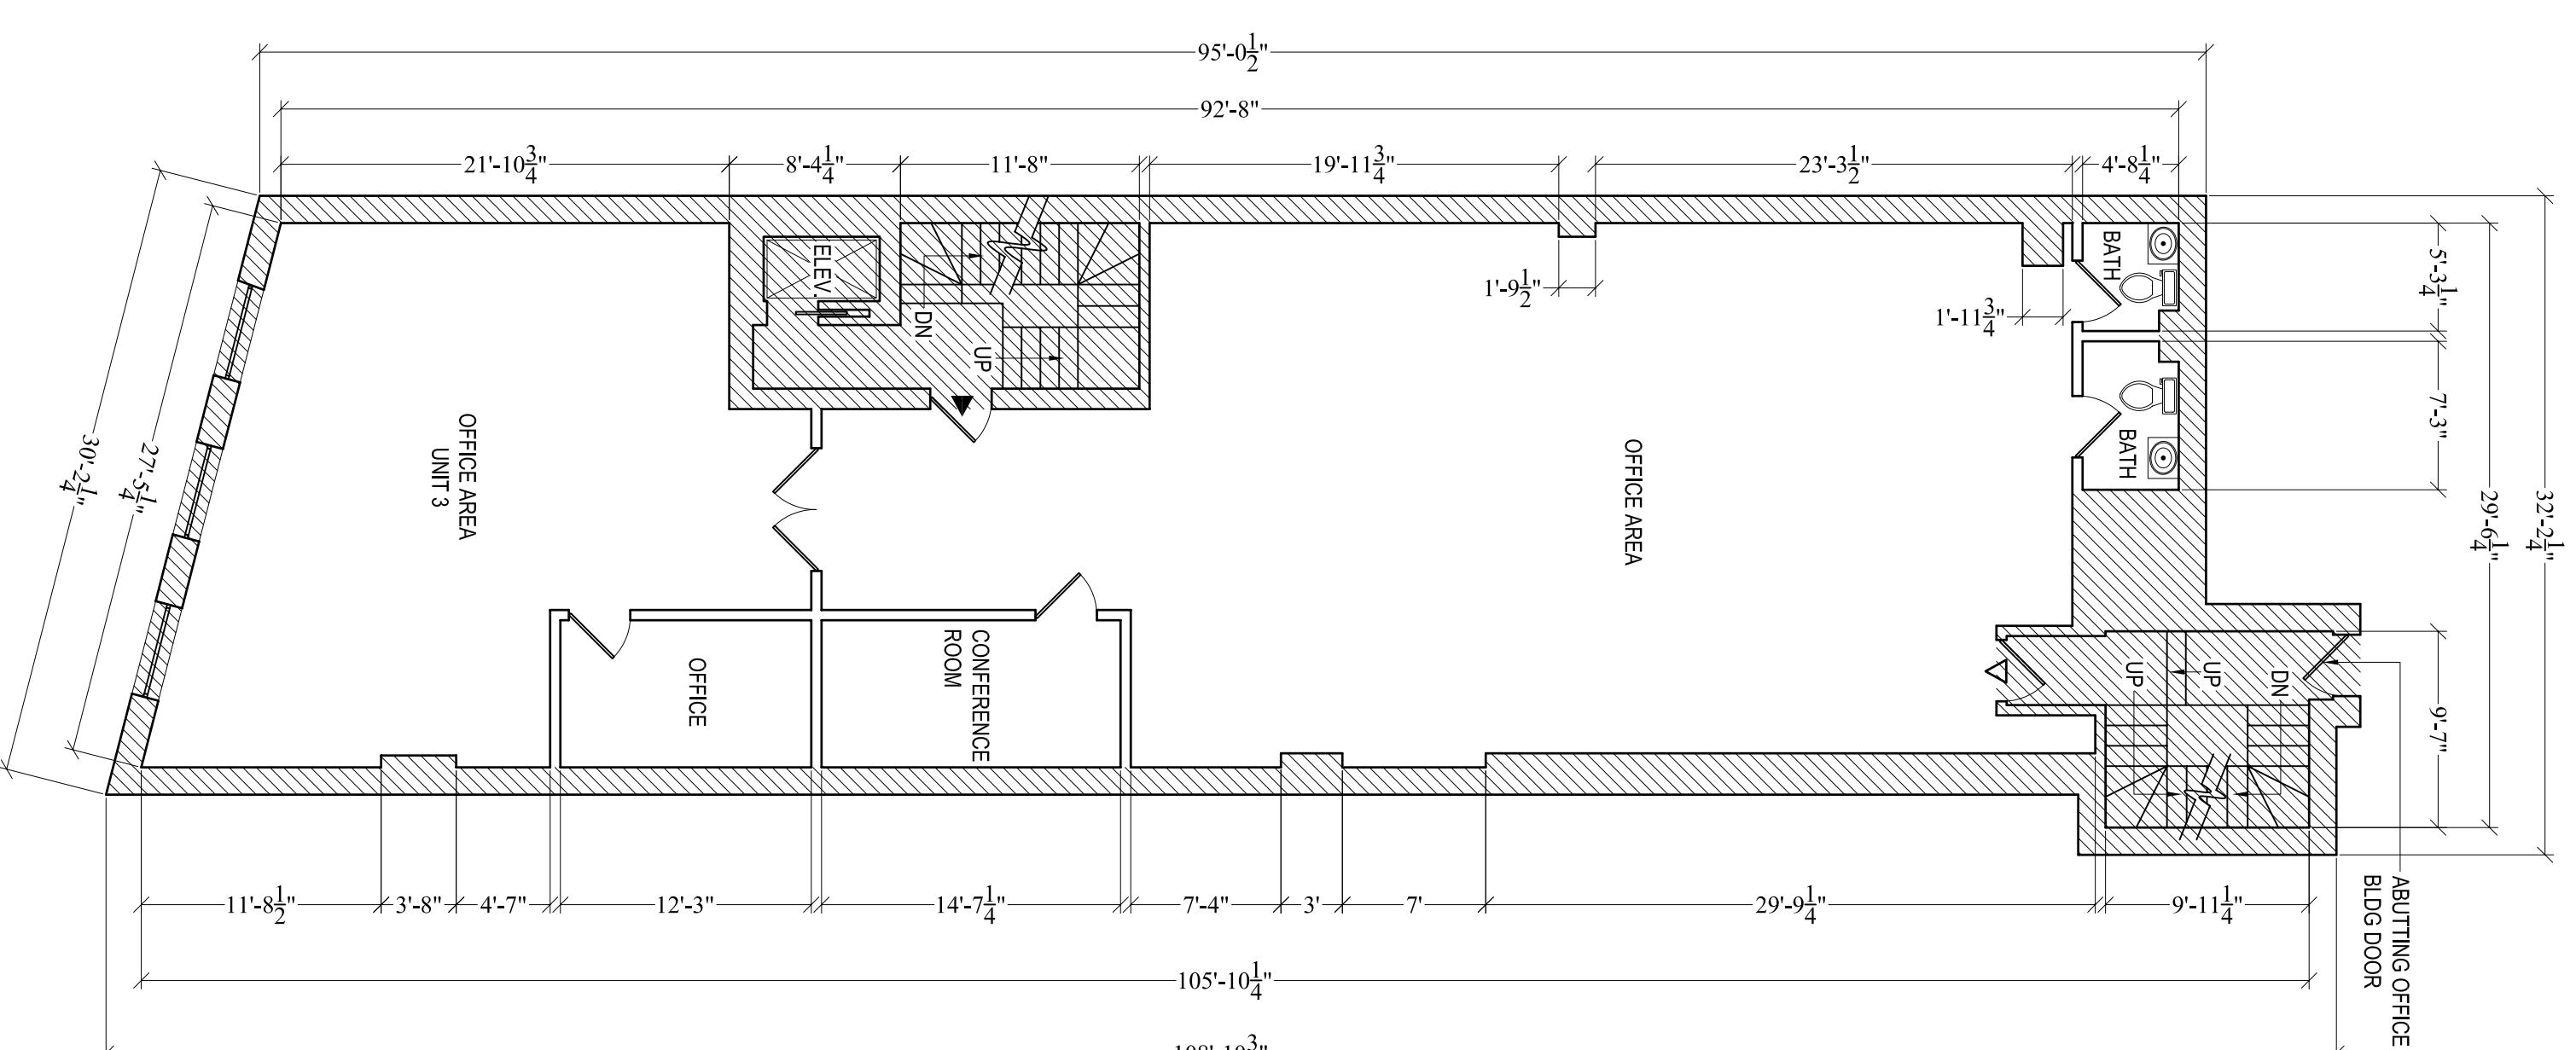 95'-0 1/2"
92'-8"
21'-10 3/4"
8'-4 1/4"
11'-8"
19'-11 3/4"
23'-3 1/2"
4'-8 1/4"
30'-2 1/4"
27'-5 1/4"
OFFICE AREA
UNIT 3
ELEV.
DN
UP
1'-9 1/2"
1'-11 3/4"
BATH
BATH
5'-3 1/4"
7'-3"
29'-6 1/4"
32'-2 1/4"
9'-7"
OFFICE AREA
OFFICE
CONFERENCE
ROOM
UP
UP
DN
ABUTTING OFFICE
BLDG DOOR
11'-8 1/2"
3'-8"
4'-7"
12'-3"
14'-7 1/4"
7'-4"
3'
7'
29'-9 1/4"
9'-11 1/4"
105'-10 1/4"